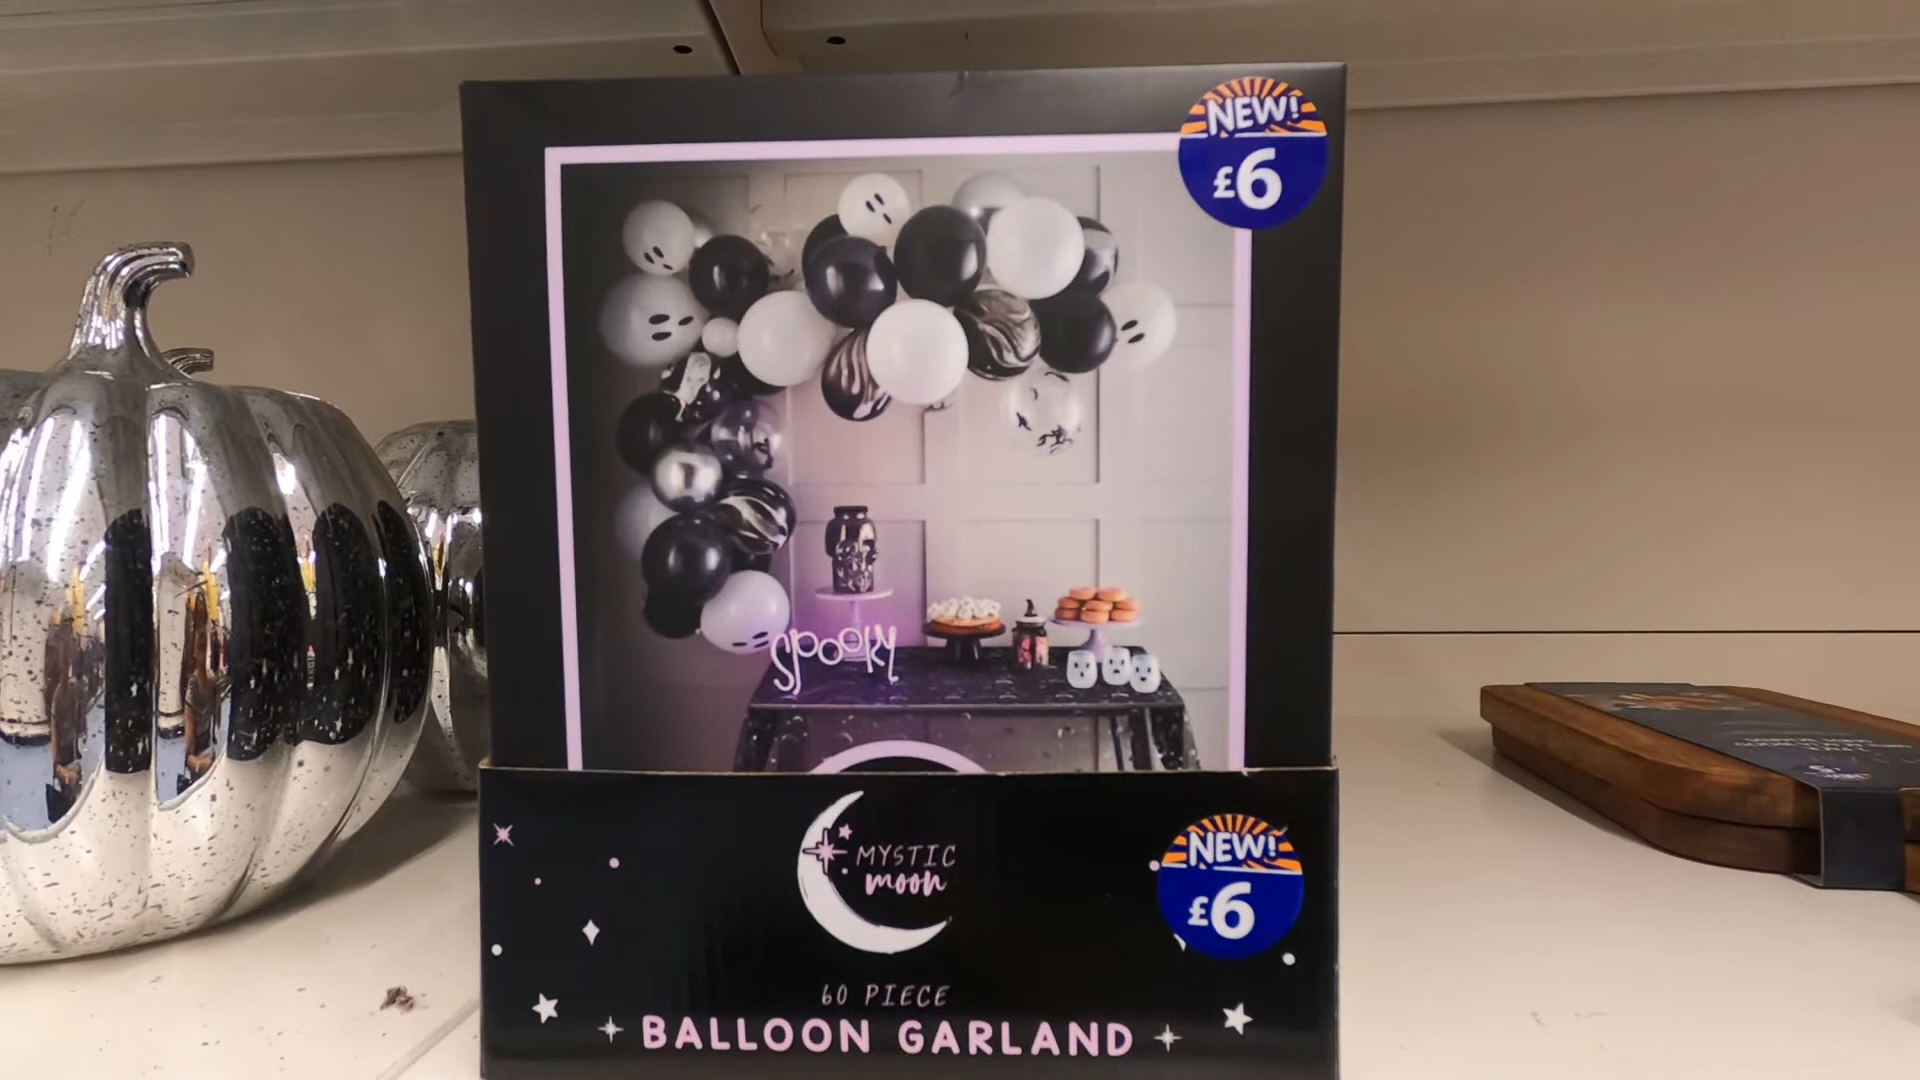 NEW!
£6
spooky
MYSTIC
moon
NEW!
£6
60 PIECE
BALLOON GARLAND